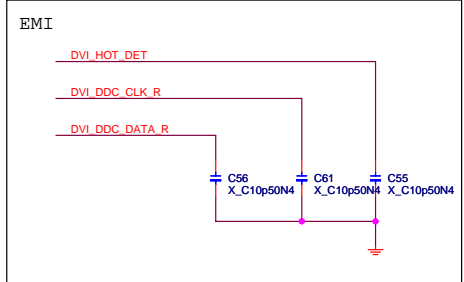 EMI
DVI_HOT_DET
DVI_DDC_CLK_R
DVI_DDC_DATA_R
C56 C61 C55
X_C10p50N4 X_C10p50N4 X_C10p50N4